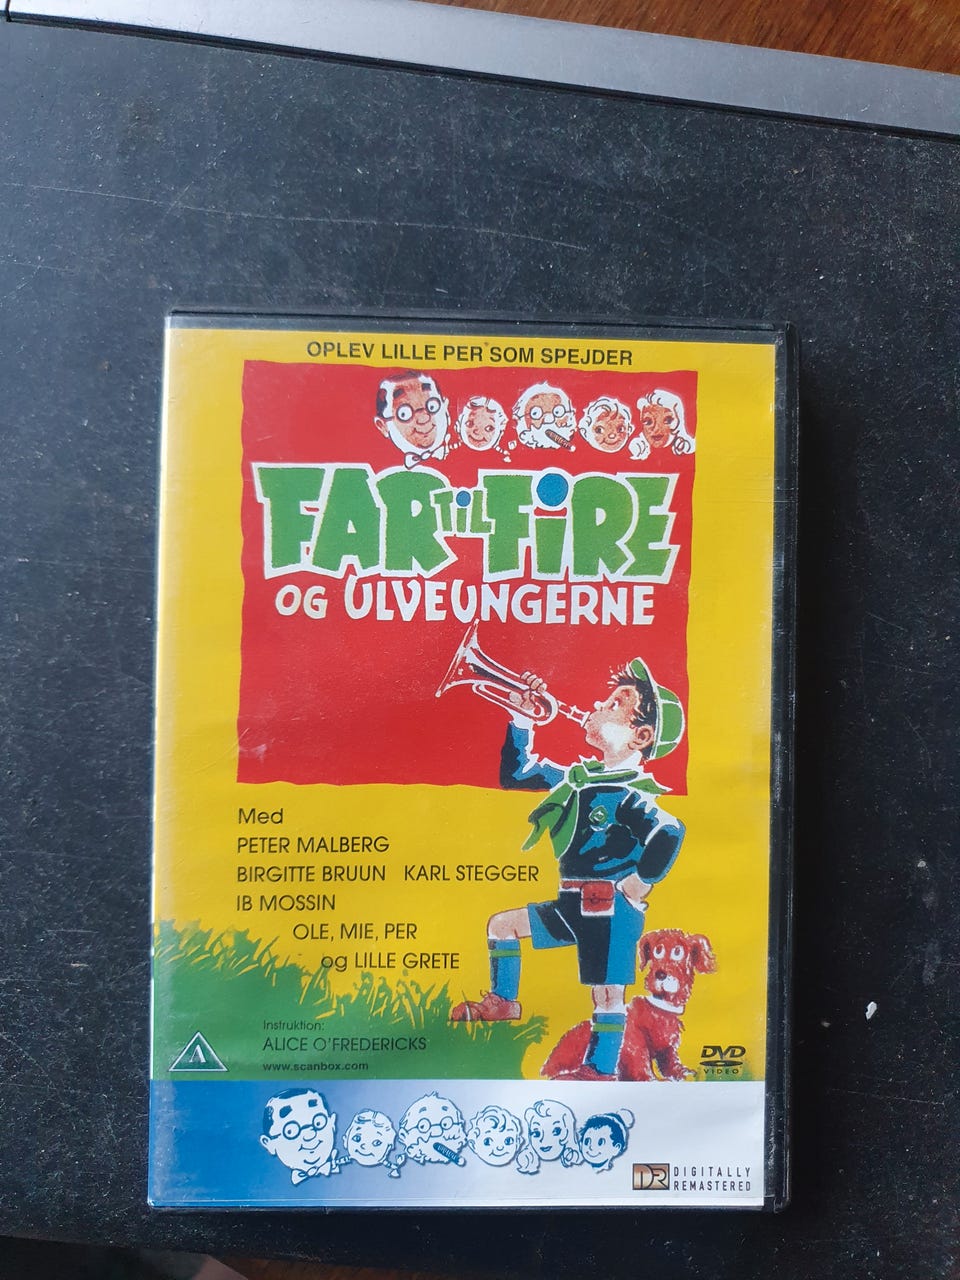 OPLEV LILLE PER SOM SPEJDER
FAR TIL FIRE
OG ULVEUNGERNE
Med
PETER MALBERG
BIRGITTE BRUUN KARL STEGGER
IB MOSSIN
OLE, MIE, PER
og LILLE GRETE
Instruktion:
ALICE O'FREDERICKS
www.scanbox.com
A
DVD
VIDEO
DR DIGITALLY
REMASTERED